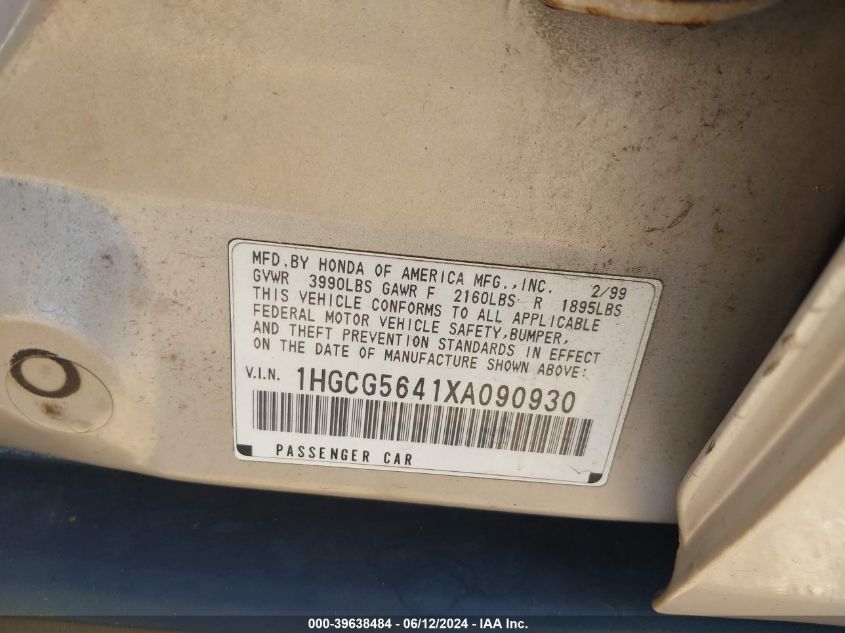 MFD.BY HONDA OF AMERICA MFG.,INC. 2/99
GVWR 3990LBS GAWR F 2160LBS R 1895LBS
THIS VEHICLE CONFORMS TO ALL APPLICABLE
FEDERAL MOTOR VEHICLE SAFETY,BUMPER,
AND THEFT PREVENTION STANDARDS IN EFFECT
ON THE DATE OF MANUFACTURE SHOWN ABOVE:
V.I.N. 1HGCG5641XA090930
PASSENGER CAR
000-39638484 - 06/12/2024 - IAA Inc.